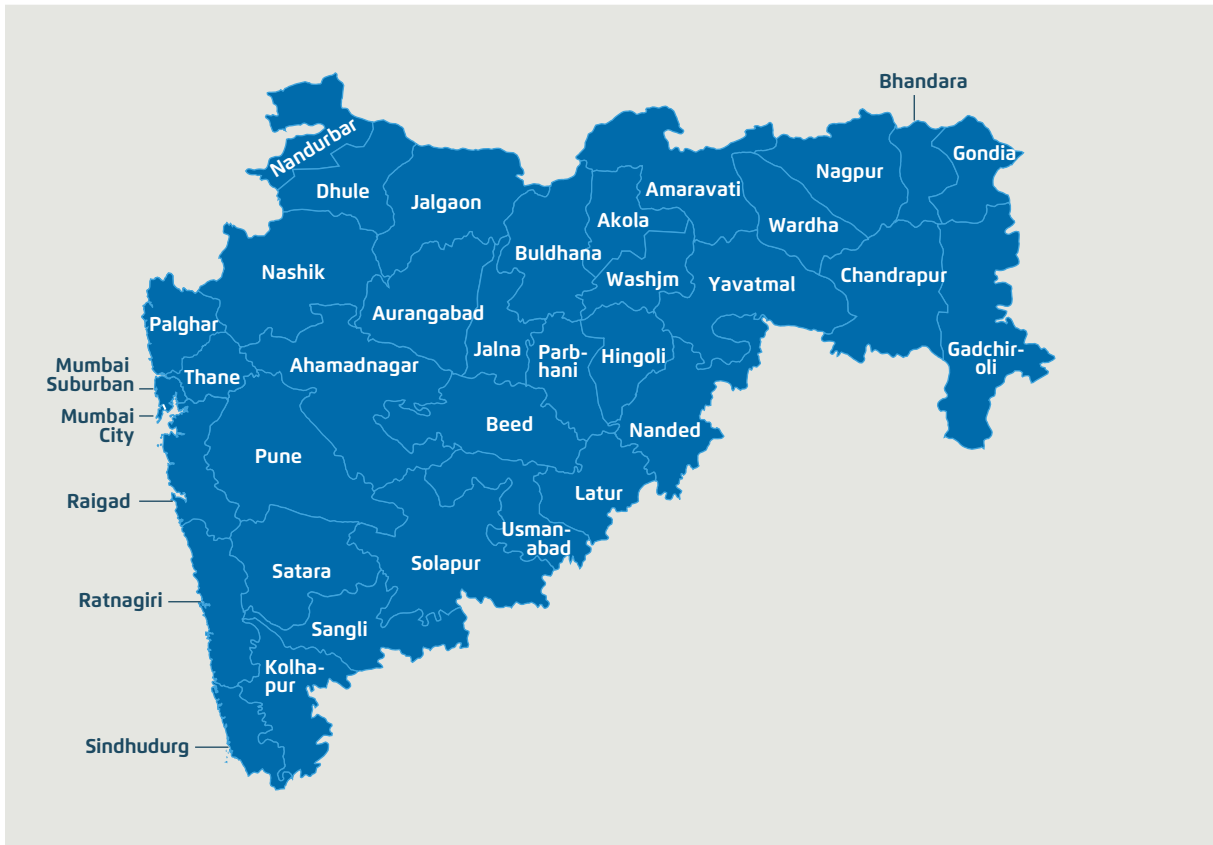 Bhandara
Nandurbar
Gondia
Nagpur
Dhule
Amaravati
Jalgaon
Akola
Wardha
Buldhana
Nashik
Washjm
Yavatmal
Chandrapur
Aurangabad
Palghar
Jalna
Parb-
hani
Hingoli
Gadchir-
oli
Ahamadnagar
Mumbai
Suburban
Thane
Mumbai
City
Beed
Nanded
Pune
Latur
Raigad
Usman-
abad
Solapur
Satara
Ratnagiri
Sangli
Kolha-
pur
Sindhudurg